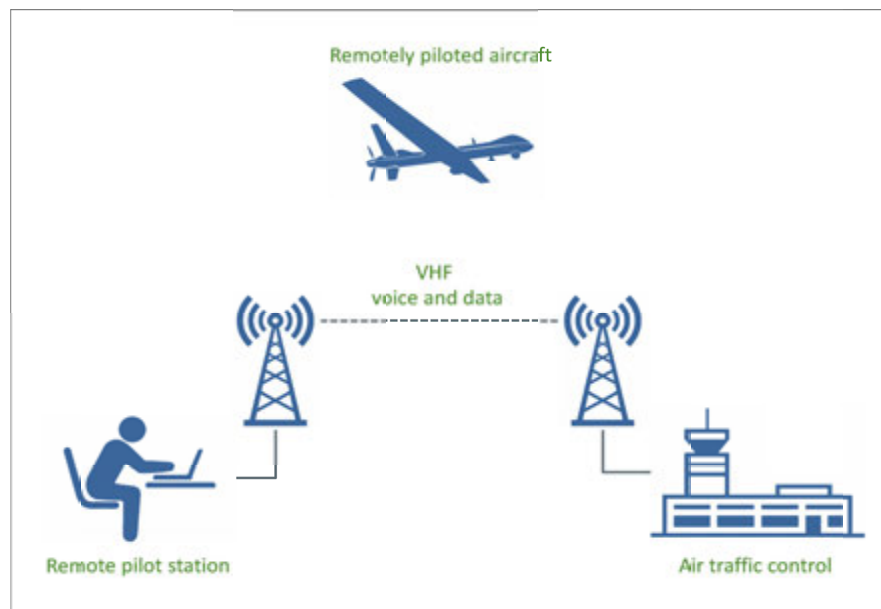 Remotely piloted aircraft
VHF
voice and data
Remote pilot station
Air traffic control